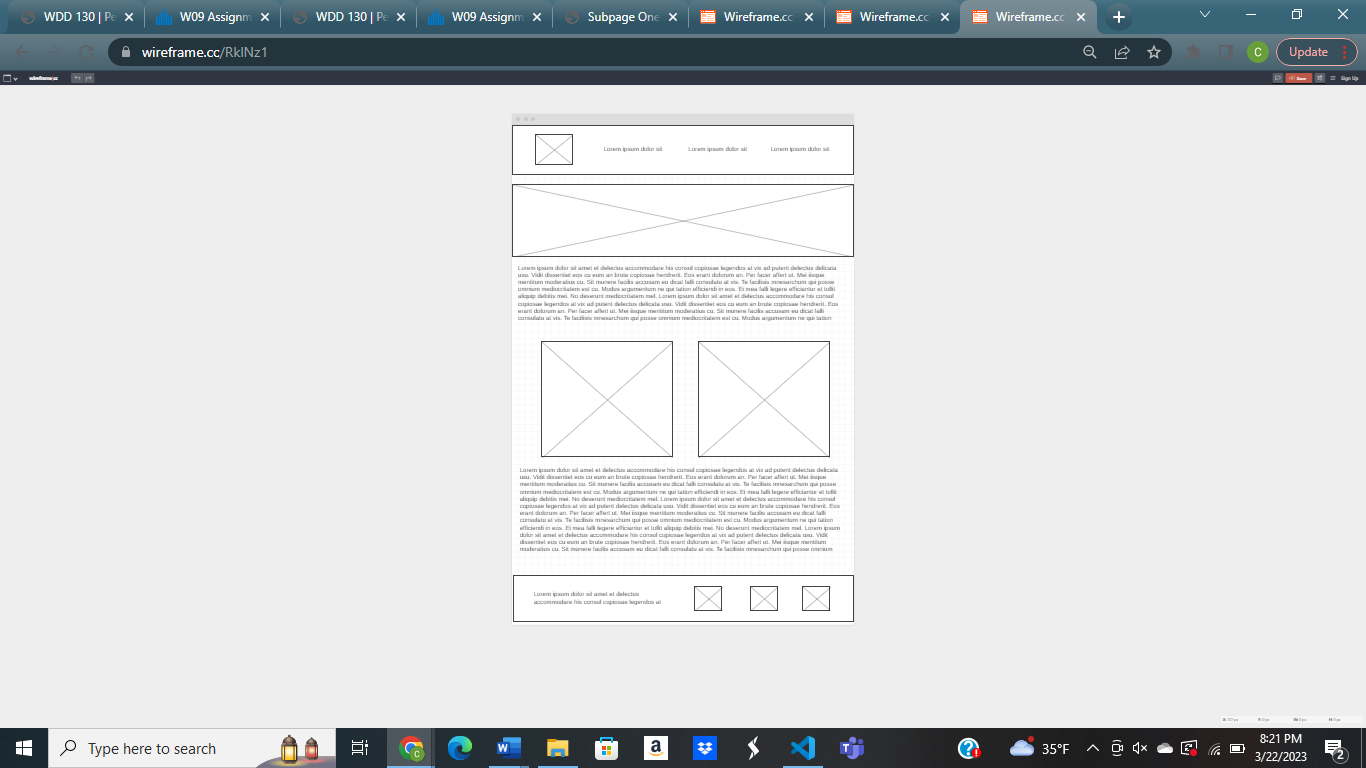 WDD 130 | Pe
W09 Assignm
WDD 130 | Pe
W09 Assignm
Subpage One
Wireframe.cc
Wireframe.cc
Wireframe.cc
wireframe.cc/RklNz1
C
Update
wireframe.cc
Save
Sign Up
Lorem ipsum dolor sit
Lorem ipsum dolor sit
Lorem ipsum dolor sit
Lorem ipsum dolor sit amet et delectus accommodare his consul copiosae legendos at vix ad putent delectus delicata
usu. Vidit dissentiet eos cu eum an brute copiosae hendrerit. Eos erant dolorum an. Per facer affert ut. Mei iisque
mentitum moderatius cu. Sit munere facilis accusam eu dicat falli consulatu at vis. Te facilisis mnesarchum qui posse
omnium mediocritatem est cu. Modus argumentum ne qui tation efficiendi in eos. Ei mea falli legere efficiantur et tollit
aliquip debitis mei. No deserunt mediocritatem mel. Lorem ipsum dolor sit amet et delectus accommodare his consul
copiosae legendos at vix ad putent delectus delicata usu. Vidit dissentiet eos cu eum an brute copiosae hendrerit. Eos
erant dolorum an. Per facer affert ut. Mei iisque mentitum moderatius cu. Sit munere facilis accusam eu dicat falli
consulatu at vis. Te facilisis mnesarchum qui posse omnium mediocritatem est cu. Modus argumentum ne qui tation
Lorem ipsum dolor sit amet et delectus accommodare his consul copiosae legendos at vix ad putent delectus delicata
usu. Vidit dissentiet eos cu eum an brute copiosae hendrerit. Eos erant dolorum an. Per facer affert ut. Mei iisque
mentitum moderatius cu. Sit munere facilis accusam eu dicat falli consulatu at vis. Te facilisis mnesarchum qui posse
omnium mediocritatem est cu. Modus argumentum ne qui tation efficiendi in eos. Ei mea falli legere efficiantur et tollit
aliquip debitis mei. No deserunt mediocritatem mel. Lorem ipsum dolor sit amet et delectus accommodare his consul
copiosae legendos at vix ad putent delectus delicata usu. Vidit dissentiet eos cu eum an brute copiosae hendrerit. Eos
erant dolorum an. Per facer affert ut. Mei iisque mentitum moderatius cu. Sit munere facilis accusam eu dicat falli
consulatu at vis. Te facilisis mnesarchum qui posse omnium mediocritatem est cu. Modus argumentum ne qui tation
efficiendi in eos. Ei mea falli legere efficiantur et tollit aliquip debitis mei. No deserunt mediocritatem mel. Lorem ipsum
dolor sit amet et delectus accommodare his consul copiosae legendos at vix ad putent delectus delicata usu. Vidit
dissentiet eos cu eum an brute copiosae hendrerit. Eos erant dolorum an. Per facer affert ut. Mei iisque mentitum
moderatius cu. Sit munere facilis accusam eu dicat falli consulatu at vis. Te facilisis mnesarchum qui posse omnium
Lorem ipsum dolor sit amet et delectus
accommodare his consul copiosae legendos at
Type here to search
35°F
8:21 PM
3/22/2023
2